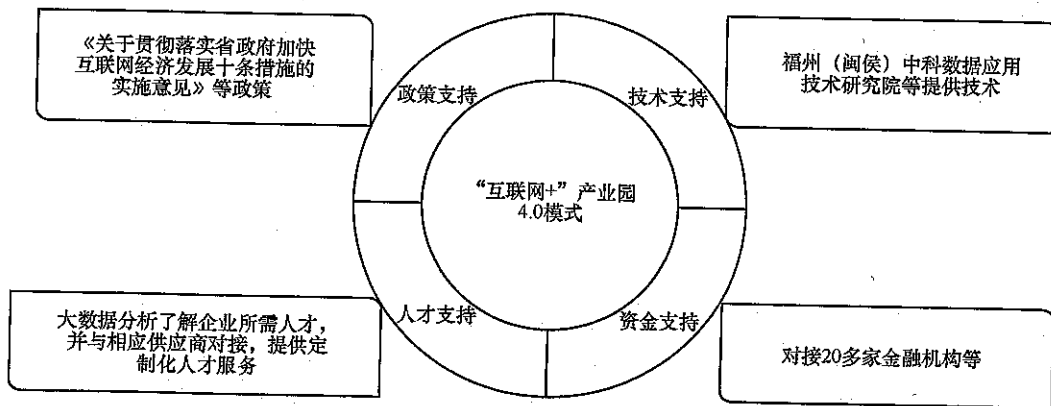 《关于贯彻落实省政府加快
互联网经济发展十条措施的
实施意见》等政策
福州（闽侯）中科数据应用
技术研究院等提供技术
政策支持
技术支持
“互联网+”产业园
4.0模式
人才支持
资金支持
大数据分析了解企业所需人才，
并与相应供应商对接，提供定
制化人才服务
对接20多家金融机构等